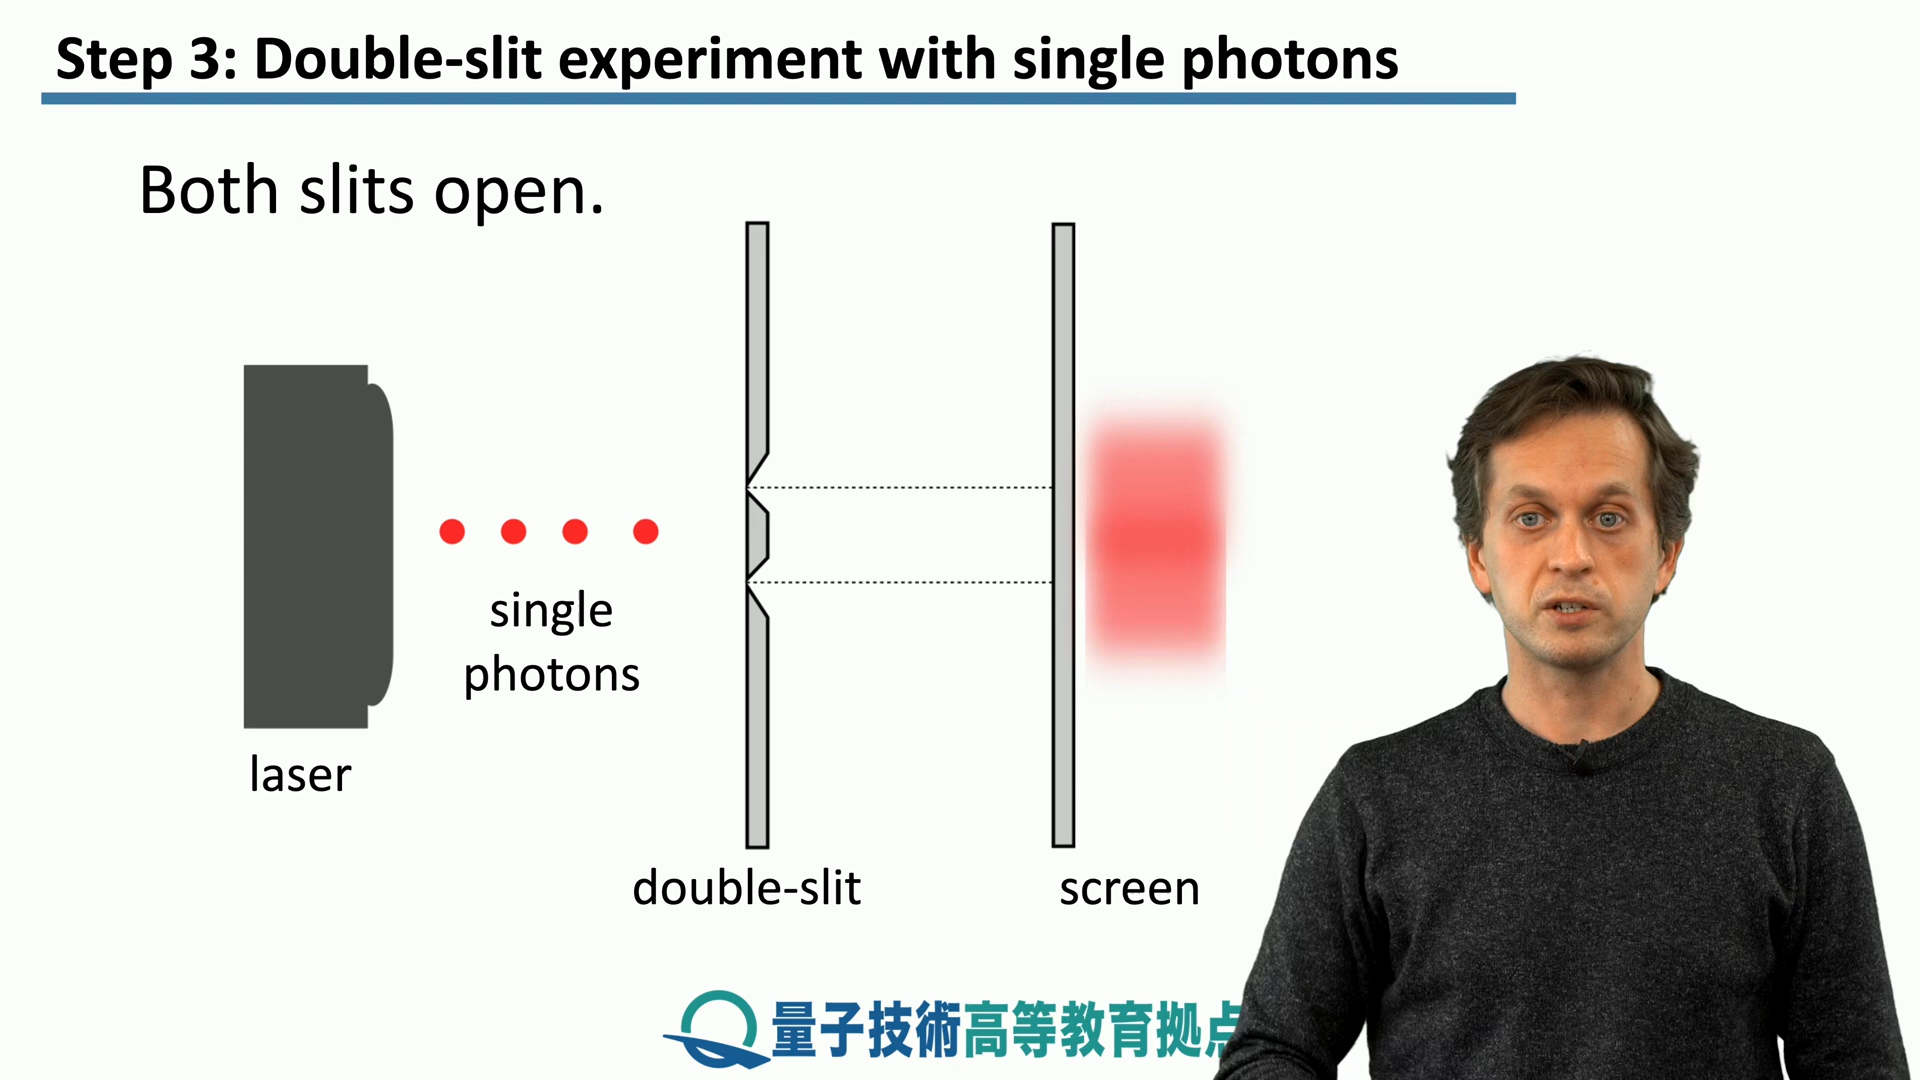 Step 3: Double-slit experiment with single photons
Both slits open.
single
photons
laser
double-slit
screen
量子技術高等教育拠点